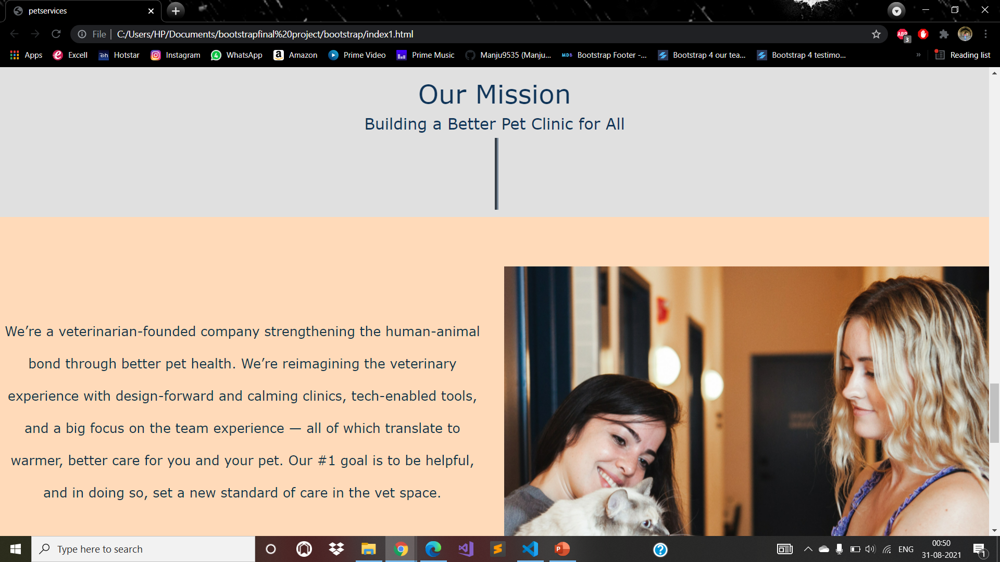 petservices
File | C:/Users/HP/Documents/bootstrapfinal%20project/bootstrap/index1.html
ABP 3
Apps Excell Hotstar Instagram WhatsApp Amazon Prime Video Prime Music Manju9535 (Manju... MDB Bootstrap Footer -... Bootstrap 4 our tea... Bootstrap 4 testimo... » Reading list
Our Mission
Building a Better Pet Clinic for All
We’re a veterinarian-founded company strengthening the human-animal
bond through better pet health. We’re reimagining the veterinary
experience with design-forward and calming clinics, tech-enabled tools,
and a big focus on the team experience — all of which translate to
warmer, better care for you and your pet. Our #1 goal is to be helpful,
and in doing so, set a new standard of care in the vet space.
Type here to search
ENG
00:50
31-08-2021
1